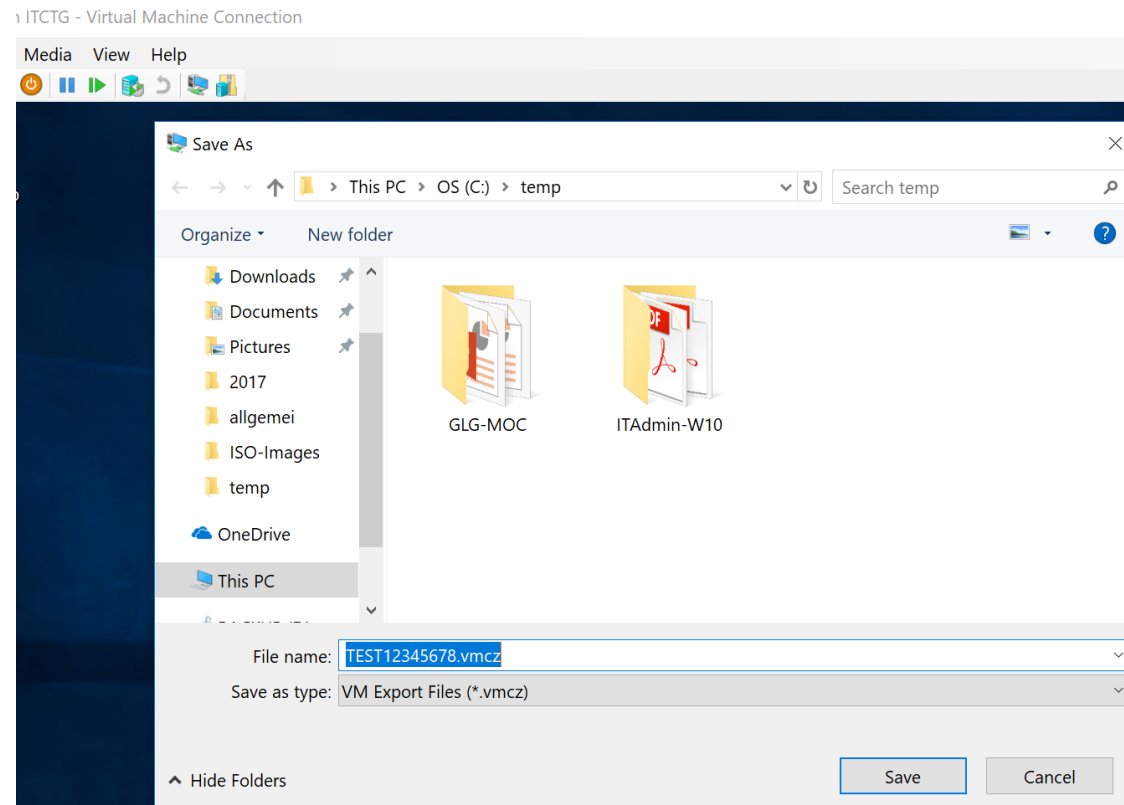 ITCTG - Virtual Machine Connection
Media View Help
Save As
This PC > OS (C:) > temp
Search temp
Organize
New folder
?
Downloads
Documents
Pictures
2017
allgemei
ISO-Images
temp
OneDrive
This PC
GLG-MOC
ITAdmin-W10
File name: TEST12345678.vmcz
Save as type: VM Export Files (*.vmcz)
Hide Folders
Save
Cancel